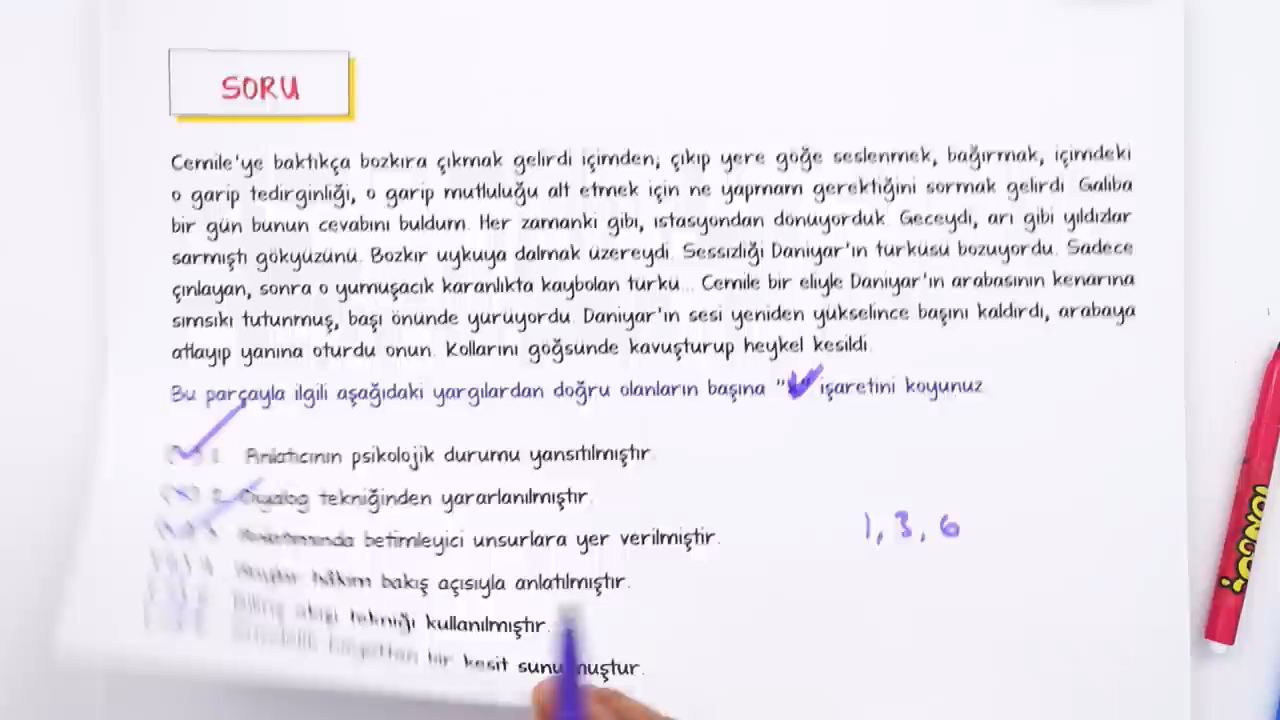 SORU
Cemile'ye baktıkça bozkıra çıkmak gelirdi içimden; çıkıp yere göğe seslenmek, bağırmak, içimdeki
o garip tedirginliği, o garip mutluluğu alt etmek için ne yapmam gerektiğini sormak gelirdi. Galiba
bir gün bunun cevabını buldum. Her zamanki gibi, istasyondan dönüyorduk. Geceydi, arı gibi yıldızlar
sarmıştı gökyüzünü. Bozkır uykuya dalmak üzereydi. Sessizliği Daniyar'ın türküsü bozuyordu. Sadece
çınlayan, sonra o yumuşacık karanlıkta kaybolan türkü... Cemile bir eliyle Daniyar'ın arabasının kenarına
sımsıkı tutunmuş, başı önünde yürüyordu. Daniyar'ın sesi yeniden yükselince başını kaldırdı, arabaya
atlayıp yanına oturdu onun. Kollarını göğsünde kavuşturup heykel kesildi.
Bu parçayla ilgili aşağıdaki yargılardan doğru olanların başına "✓" işaretini koyunuz
(✓) 1. Anlatıcının psikolojik durumu yansıtılmıştır.
2. Diyalog tekniğinden yararlanılmıştır.
betimleyici unsurlara yer verilmiştir.
1, 3, 6
hâkim bakış açısıyla anlatılmıştır.
tekniği kullanılmıştır.
bir kesit sunulmuştur.